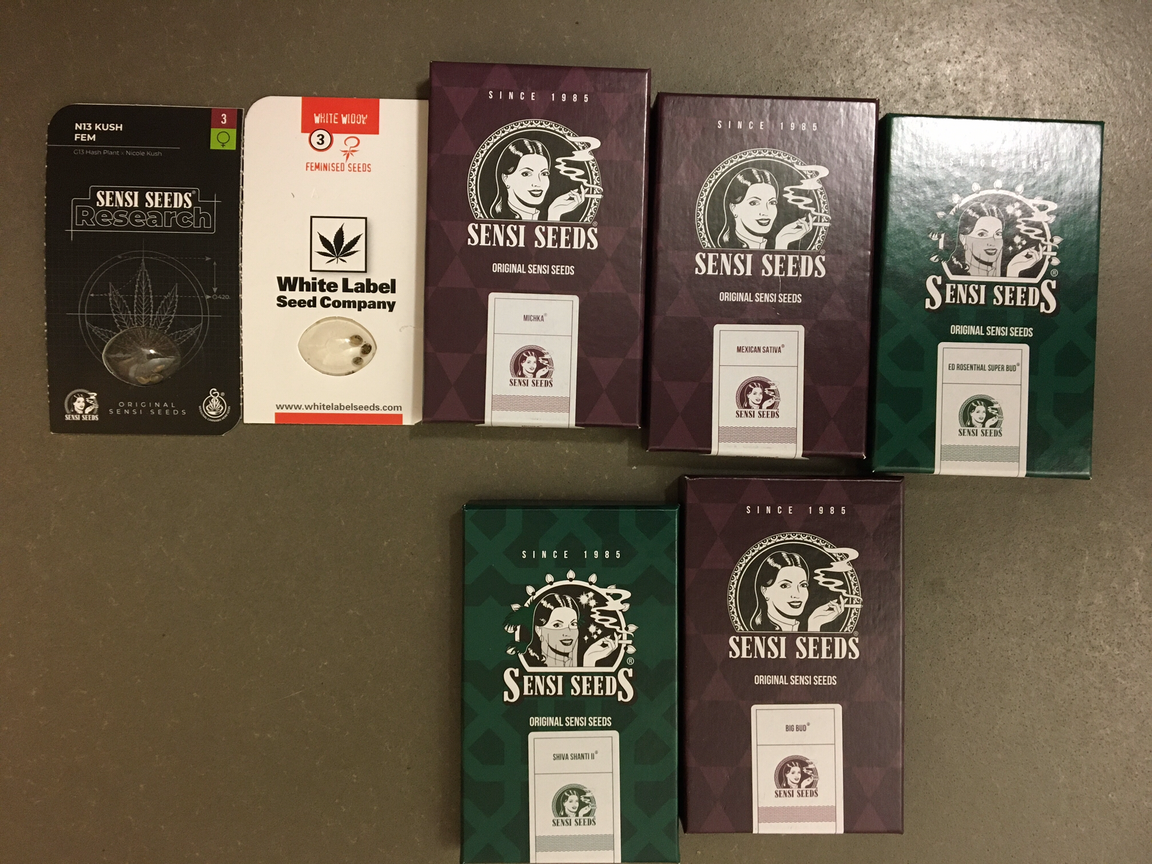 N13 KUSH
FEM
G13 Hash Plant × Nicole Kush
3
SENSI SEEDS®
Research
420
SENSI SEEDS
ORIGINAL
SENSI SEEDS
WHITE WIDOW
3
FEMINISED SEEDS
White Label
Seed Company
www.whitelabelseeds.com
SINCE 1985
SENSI SEEDS
ORIGINAL SENSI SEEDS
MICHKA®
SENSI SEEDS
SINCE 1985
SENSI SEEDS
ORIGINAL SENSI SEEDS
MEXICAN SATIVA®
SENSI SEEDS
SENSI SEEDS®
ORIGINAL SENSI SEEDS
ED ROSENTHAL SUPER BUD®
SENSI SEEDS
SINCE 1985
SENSI SEEDS®
ORIGINAL SENSI SEEDS
SHIVA SHANTI II®
SENSI SEEDS
SINCE 1985
SENSI SEEDS
ORIGINAL SENSI SEEDS
BIG BUD®
SENSI SEEDS